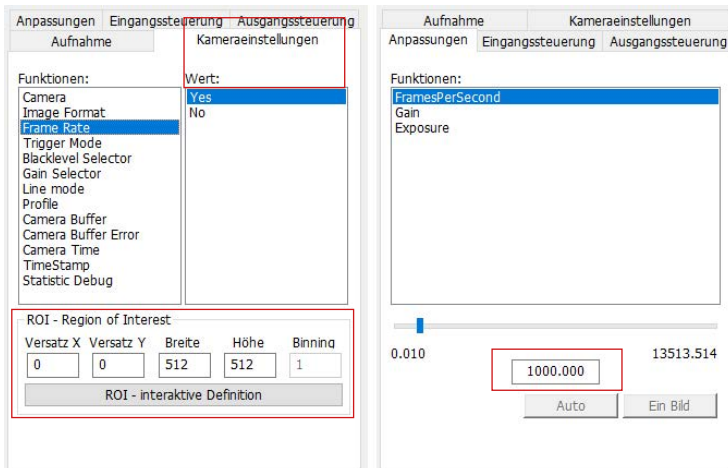 Anpassungen Eingangssteuerung Ausgangssteuerung
Aufnahme Kameraeinstellungen
Funktionen: Wert:
Camera
Image Format
Frame Rate
Trigger Mode
Blacklevel Selector
Gain Selector
Line mode
Profile
Camera Buffer
Camera Buffer Error
Camera Time
TimeStamp
Statistic Debug
Yes
No
ROI - Region of Interest
Versatz X Versatz Y Breite Höhe Binning
0 0 512 512 1
ROI - interaktive Definition
Aufnahme Kameraeinstellungen
Anpassungen Eingangssteuerung Ausgangssteuerung
Funktionen:
FramesPerSecond
Gain
Exposure
0.010 13513.514
1000.000
Auto Ein Bild